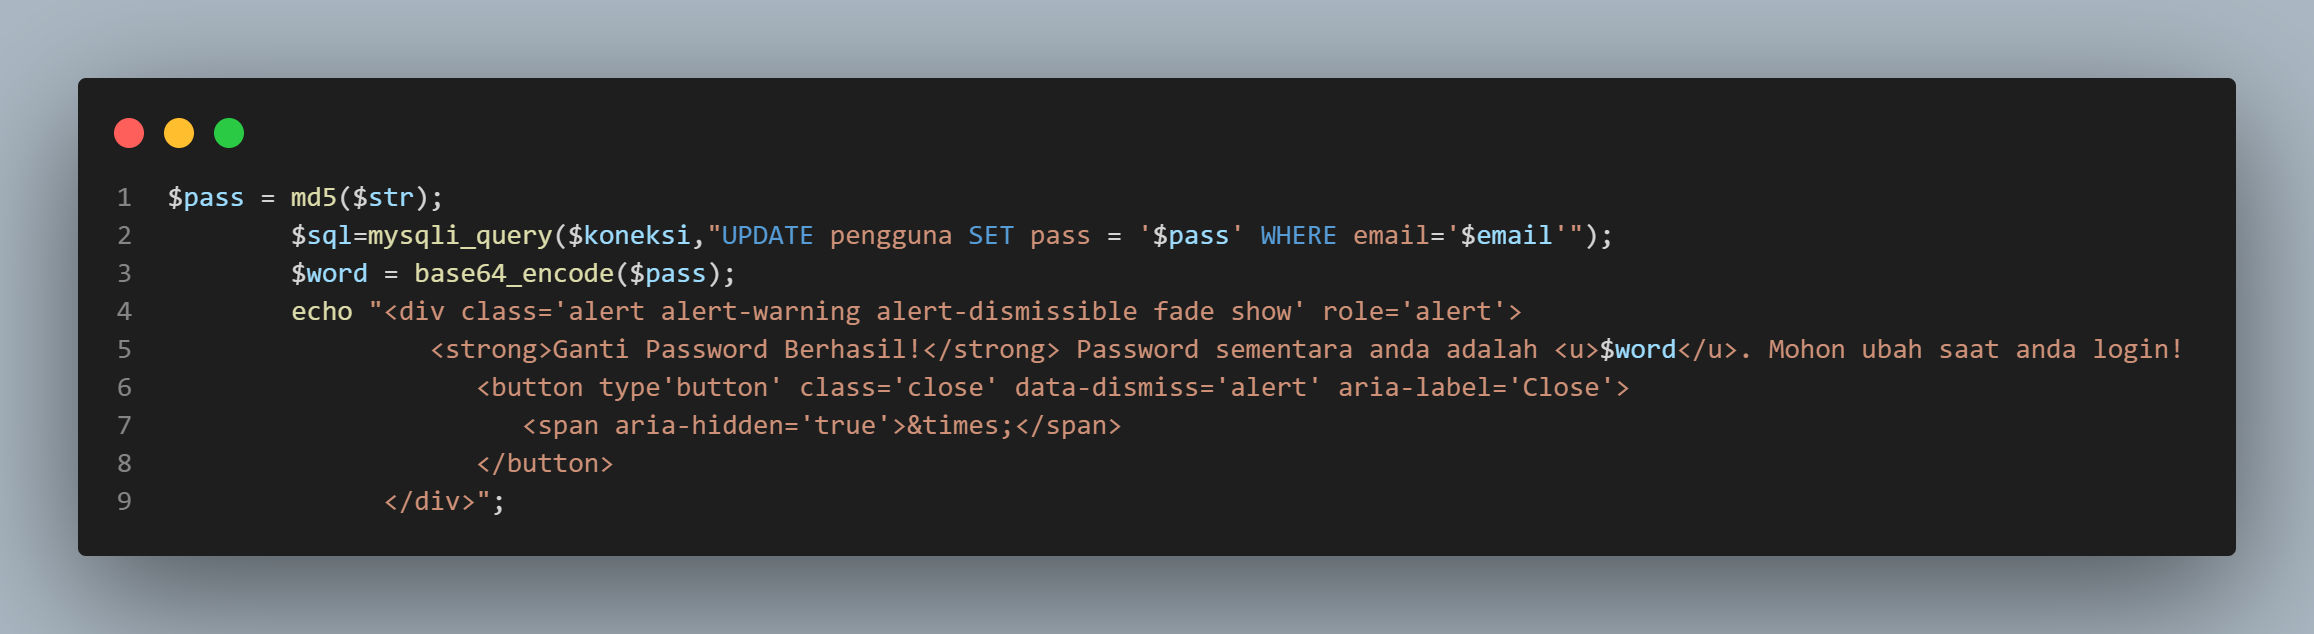 1 $pass = md5($str);
2 $sql=mysqli_query($koneksi,"UPDATE pengguna SET pass = '$pass' WHERE email='$email'");
3 $word = base64_encode($pass);
4 echo "<div class='alert alert-warning alert-dismissible fade show' role='alert'>
5 <strong>Ganti Password Berhasil!</strong> Password sementara anda adalah <u>$word</u>. Mohon ubah saat anda login!
6 <button type'button' class='close' data-dismiss='alert' aria-label='Close'>
7 <span aria-hidden='true'>&times;</span>
8 </button>
9 </div>";